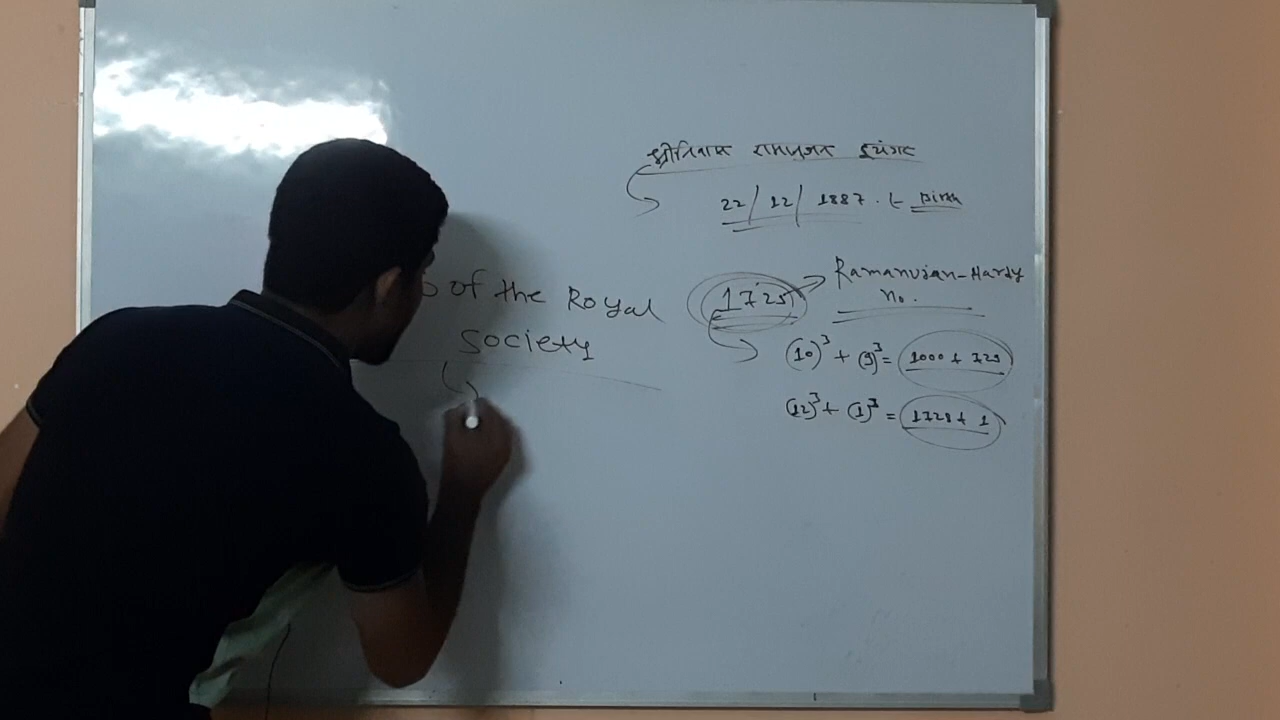 श्रीनिवास रामानुजन इयंगर
22/12/1887. ← Birth
of the Royal
Society
1729 → Ramanujan-Hardy
no.
(10)³ + (9)³ = 1000 + 729
(12)³ + (1)³ = 1728 + 1